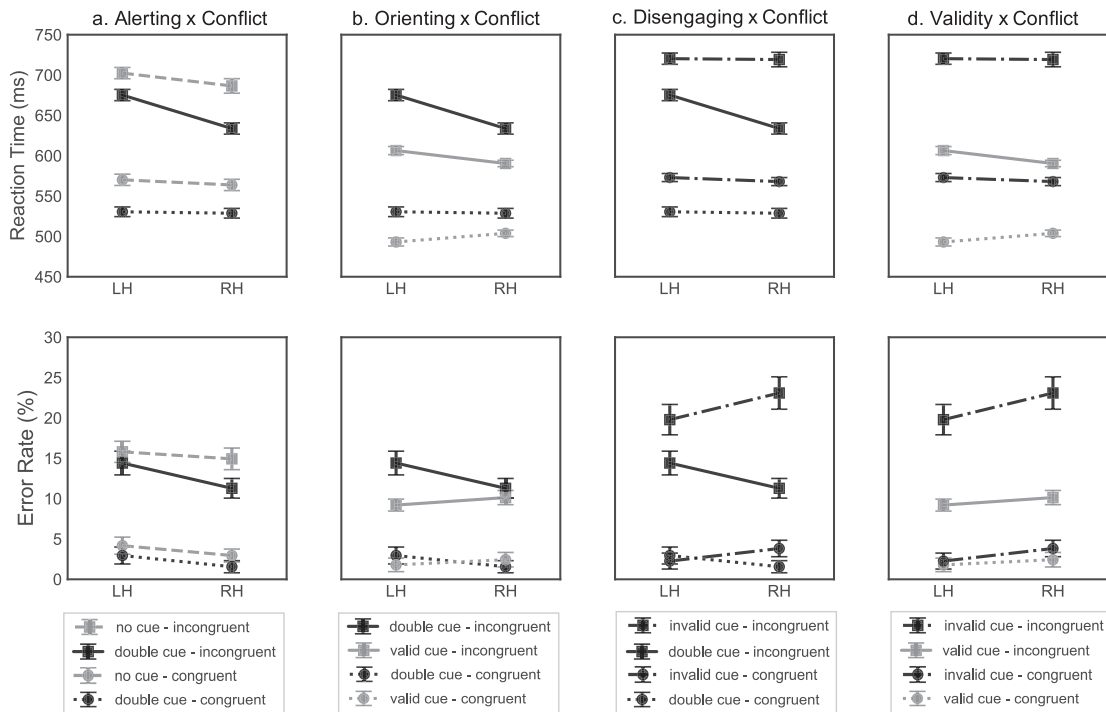 a. Alerting x Conflict
b. Orienting x Conflict
c. Disengaging x Conflict
d. Validity x Conflict
Reaction Time (ms)
750
700
650
600
550
500
450
LH
RH
LH
RH
LH
RH
LH
RH
Error Rate (%)
30
25
20
15
10
5
0
LH
RH
LH
RH
LH
RH
LH
RH
no cue - incongruent
double cue - incongruent
no cue - congruent
double cue - congruent
double cue - incongruent
valid cue - incongruent
double cue - congruent
valid cue - congruent
invalid cue - incongruent
double cue - incongruent
invalid cue - congruent
double cue - congruent
invalid cue - incongruent
valid cue - incongruent
invalid cue - congruent
valid cue - congruent